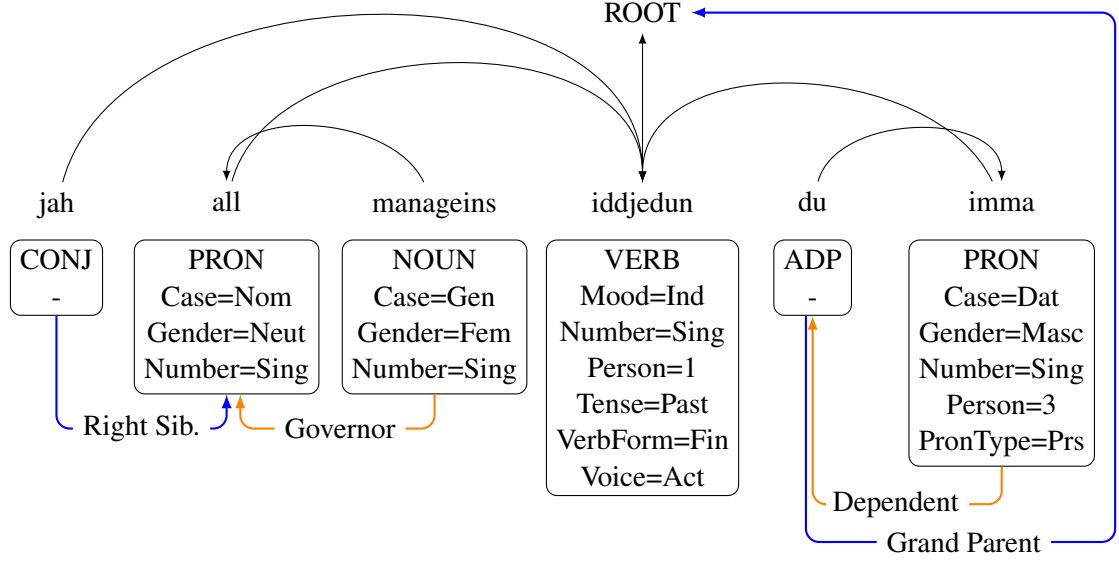 ROOT
jah all manageins iddjedun du imma
CONJ
-
PRON
Case=Nom
Gender=Neut
Number=Sing
NOUN
Case=Gen
Gender=Fem
Number=Sing
VERB
Mood=Ind
Number=Sing
Person=1
Tense=Past
VerbForm=Fin
Voice=Act
ADP
-
PRON
Case=Dat
Gender=Masc
Number=Sing
Person=3
PronType=Prs
Right Sib.
Governor
Dependent
Grand Parent